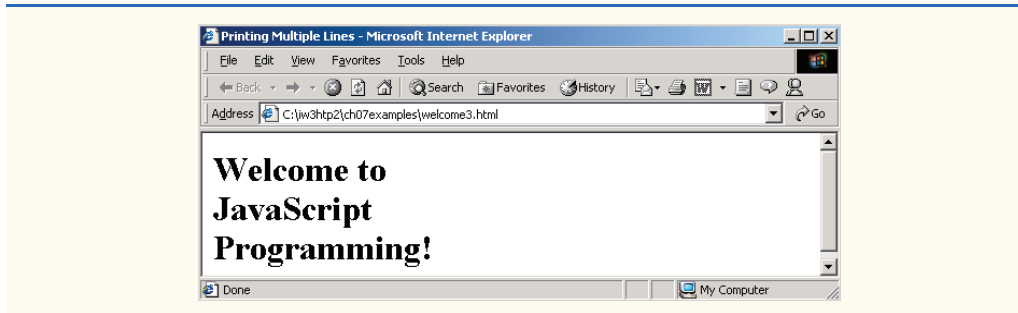 Printing Multiple Lines - Microsoft Internet Explorer
File Edit View Favorites Tools Help
Back Search Favorites History
Address C:\iw3htp2\ch07examples\welcome3.html Go
Welcome to
JavaScript
Programming!
Done My Computer